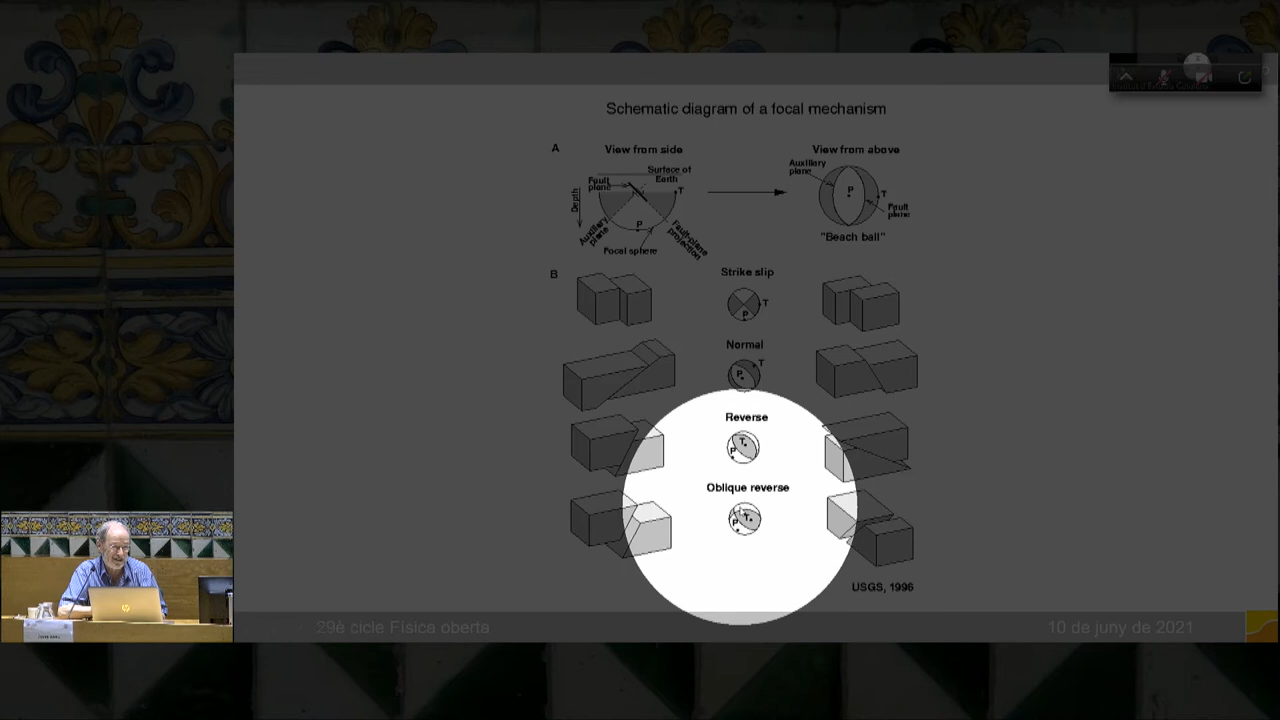 Schematic diagram of a focal mechanism
A
View from side
View from above
Surface of
Earth
Fault
plane
T
Depth
P
Auxiliary
plane
Fault-plane
projection
Focal sphere
Auxiliary
plane
P
T
Fault
plane
"Beach ball"
B
Strike slip
T
P
Normal
T
P
Reverse
T
P
Oblique reverse
T
P
USGS, 1996
29è cicle Física oberta
10 de juny de 2021